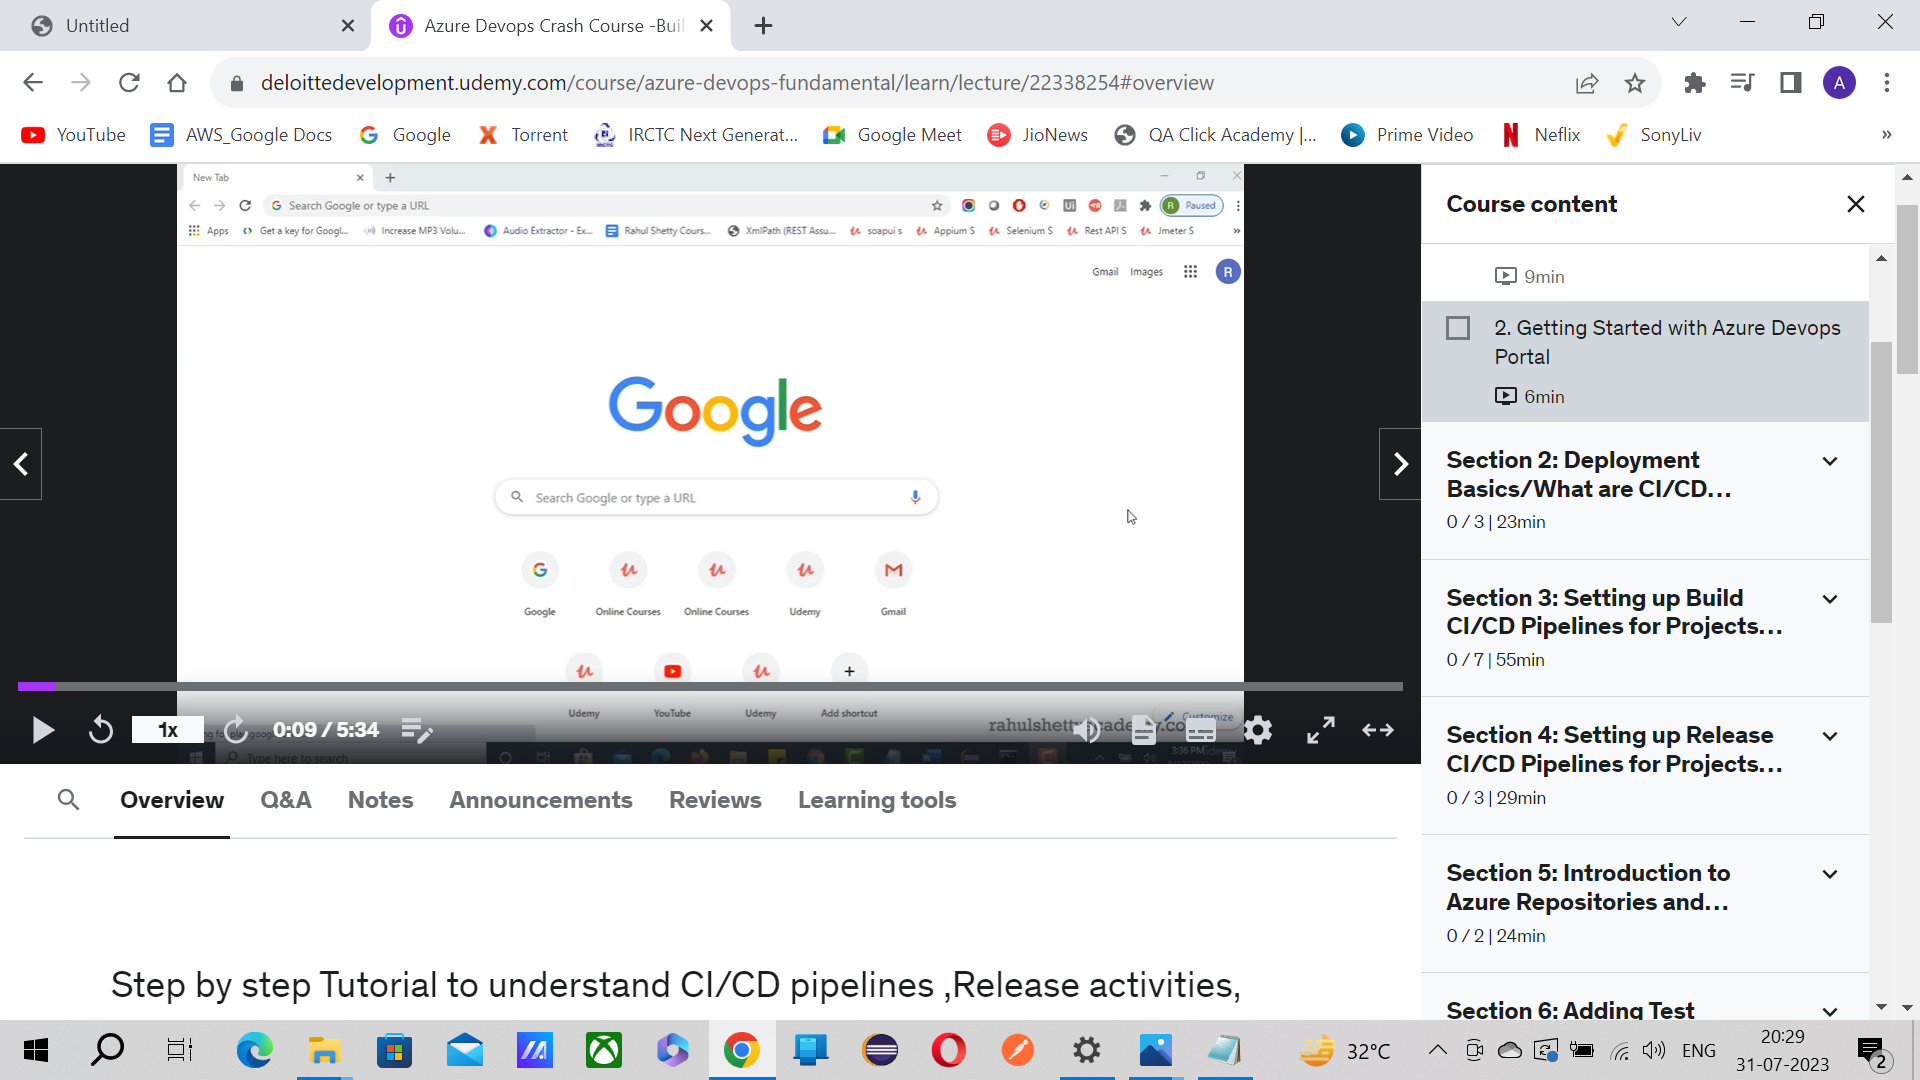 Untitled
Azure Devops Crash Course -Buil
deloittedevelopment.udemy.com/course/azure-devops-fundamental/learn/lecture/22338254#overview
A
YouTube AWS_Google Docs Google Torrent IRCTC Next Generat... Google Meet JioNews QA Click Academy |... Prime Video Neflix SonyLiv »
New Tab
Search Google or type a URL
R Paused
Apps Get a key for Googl... Increase MP3 Volu... Audio Extractor - Ex... Rahul Shetty Cours... XmlPath (REST Assu... soapui s Appium S Selenium S Rest API S Jmeter S »
Gmail Images R
Google
Search Google or type a URL
Google Online Courses Online Courses Udemy Gmail
Udemy YouTube Udemy Add shortcut
Customize
1x 0:09 / 5:34
Type here to search
3:36 PM
Overview Q&A Notes Announcements Reviews Learning tools
Step by step Tutorial to understand CI/CD pipelines ,Release activities,
Course content
9min
2. Getting Started with Azure Devops
Portal
6min
Section 2: Deployment
Basics/What are CI/CD...
0 / 3 | 23min
Section 3: Setting up Build
CI/CD Pipelines for Projects...
0 / 7 | 55min
Section 4: Setting up Release
CI/CD Pipelines for Projects...
0 / 3 | 29min
Section 5: Introduction to
Azure Repositories and...
0 / 2 | 24min
Section 6: Adding Test
32°C ENG
20:29
31-07-2023
2